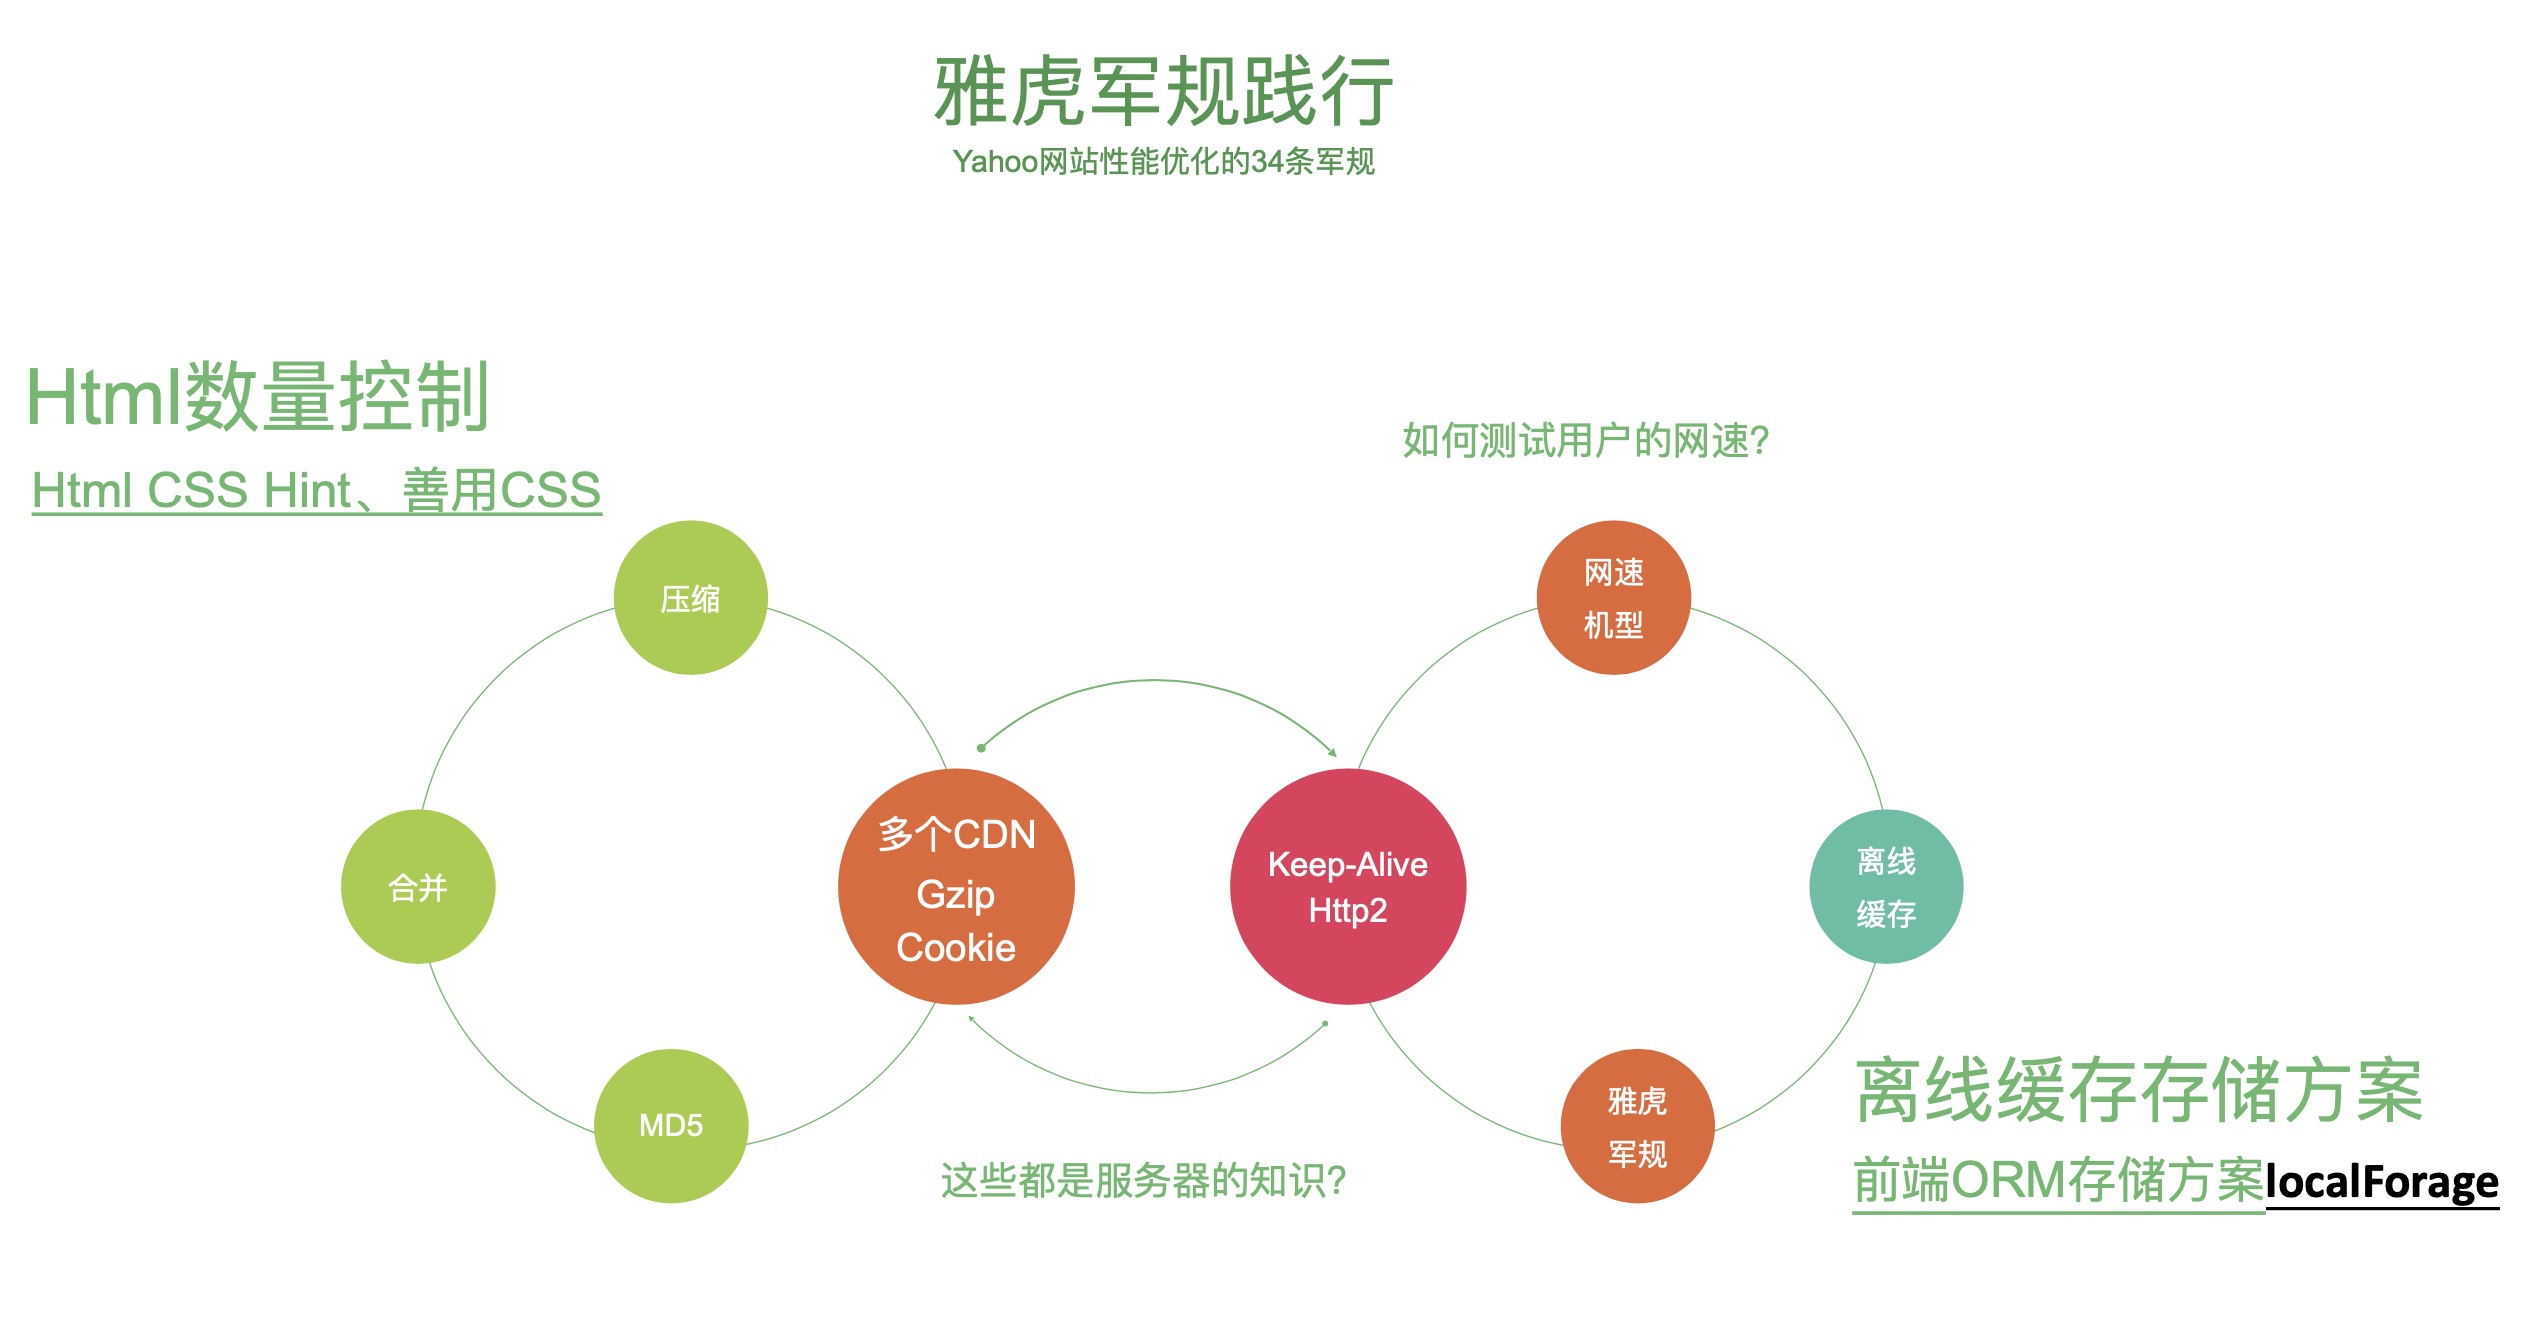 雅虎军规践行
Yahoo网站性能优化的34条军规
Html数量控制
Html CSS Hint、善用CSS
如何测试用户的网速?
压缩
网速
机型
合并
多个CDN
Gzip
Cookie
Keep-Alive
Http2
离线
缓存
MD5
雅虎
军规
这些都是服务器的知识?
离线缓存存储方案
前端ORM存储方案localForage